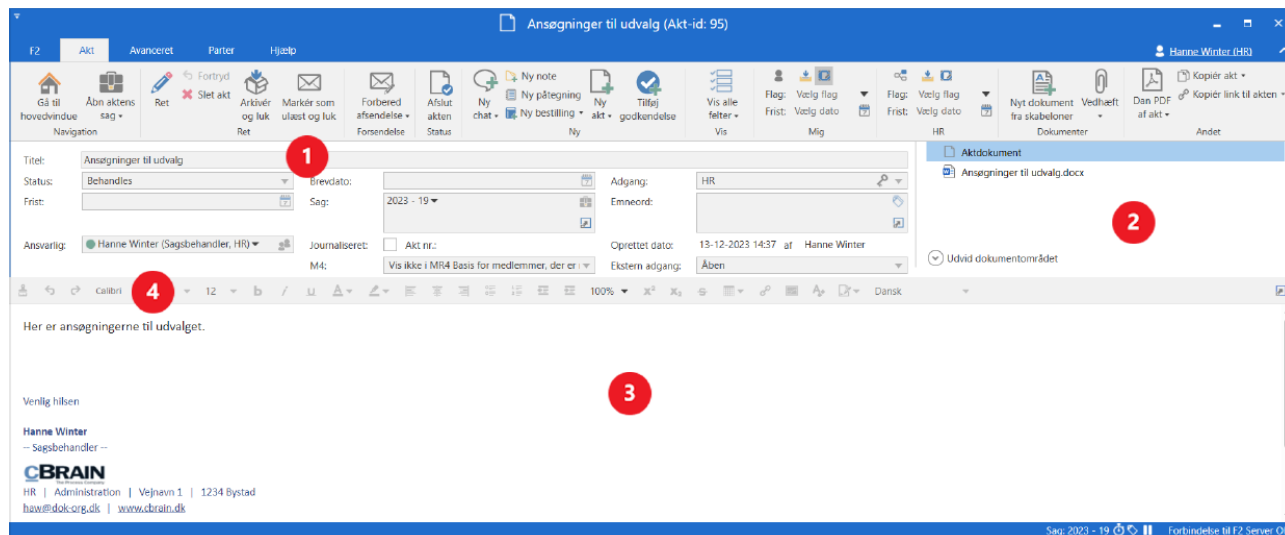 Ansøgninger til udvalg (Akt-id: 95)
F2 Akt Avanceret Parter Hjælp Hanne Winter (HR)
Gå til hovedvindue
Åbn aktens sag
Navigation
Ret
Fortryd
Slet akt
Arkivér og luk
Markér som ulæst og luk
Ret
Forbered afsendelse
Forsendelse
Afslut akten
Status
Ny chat
Ny note
Ny påtegning
Ny bestilling
Ny akt
Tilføj godkendelse
Ny
Vis alle felter
Vis
Flag: Vælg flag
Frist: Vælg dato
Mig
Flag: Vælg flag
Frist: Vælg dato
HR
Nyt dokument fra skabeloner
Vedhæft
Dokumenter
Dan PDF af akt
Kopiér akt
Kopiér link til akten
Andet
Titel: Ansøgninger til udvalg
1
Status: Behandles Brevdato: Adgang: HR
Frist: Sag: 2023 - 19 Emneord:
Ansvarlig: Hanne Winter (Sagsbehandler, HR) Journaliseret: Akt nr.: Oprettet dato: 13-12-2023 14:37 af Hanne Winter
M4: Vis ikke i MR4 Basis for medlemmer, der er Ekstern adgang: Åben
Aktdokument
Ansøgninger til udvalg.docx
2
Udvid dokumentområdet
Calibri 4 12 b / u 100% x² x₂ S Dansk
Her er ansøgningerne til udvalget.
3
Venlig hilsen
Hanne Winter
-- Sagsbehandler --
CBRAIN
The Process Company
HR | Administration | Vejnavn 1 | 1234 Bystad
haw@dok-org.dk | www.cbrain.dk
Sag: 2023 - 19 Forbindelse til F2 Server